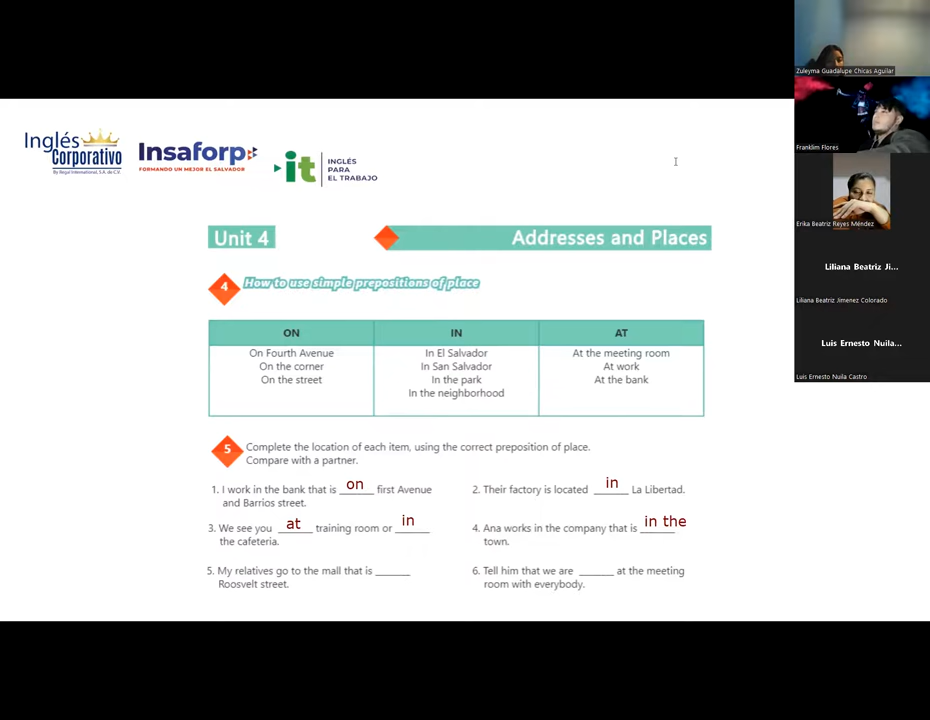 Zuleyma Guadalupe Chicas Aguilar
Franklim Flores
Erika Beatriz Reyes Méndez
Liliana Beatriz Ji...
Liliana Beatriz Jimenez Colorado
Luis Ernesto Nuila...
Luis Ernesto Nuila Castro
Inglés
Corporativo
By Regal International, S.A. de C.V.
Insaforp
FORMANDO UN MEJOR EL SALVADOR
it
INGLÉS
PARA
EL TRABAJO
Unit 4
Addresses and Places
4 How to use simple prepositions of place
ON IN AT
On Fourth Avenue In El Salvador At the meeting room
On the corner In San Salvador At work
On the street In the park At the bank
In the neighborhood
5 Complete the location of each item, using the correct preposition of place.
Compare with a partner.
1. I work in the bank that is on first Avenue
and Barrios street.
2. Their factory is located in La Libertad.
3. We see you at training room or in
the cafeteria.
4. Ana works in the company that is in the
town.
5. My relatives go to the mall that is ______
Roosvelt street.
6. Tell him that we are ______ at the meeting
room with everybody.